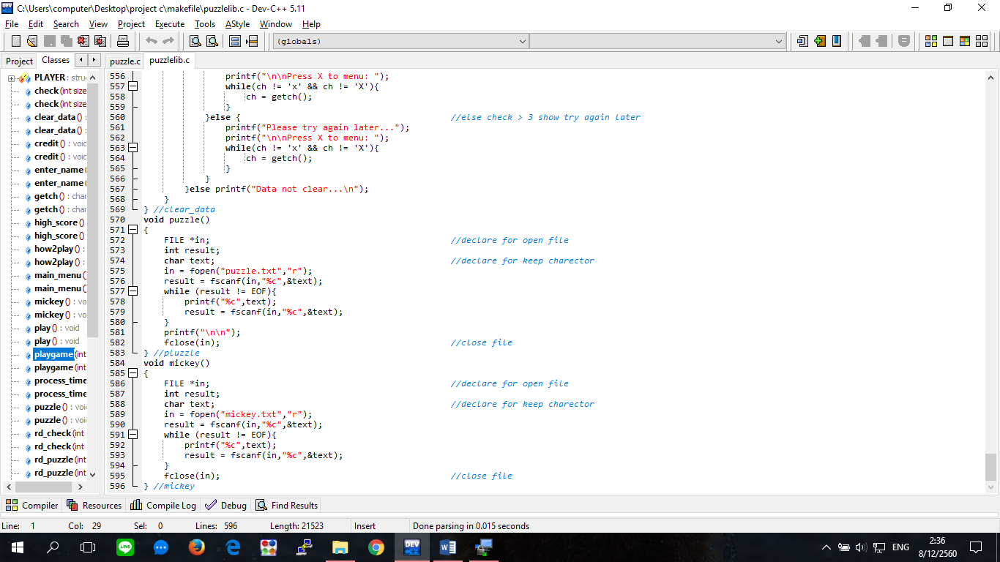 C:\Users\computer\Desktop\project c\makefile\puzzlelib.c - Dev-C++ 5.11
File Edit Search View Project Execute Tools AStyle Window Help
(globals)
Project Classes puzzle.c puzzlelib.c
PLAYER : struc
check (int size
check (int size
clear_data () :
clear_data () :
credit () : void
credit () : void
enter_name (
enter_name (
getch () : char
getch () : char
high_score ()
high_score ()
how2play () :
how2play () :
main_menu (
main_menu (
mickey () : vo
mickey () : vo
play () : void
play () : void
playgame (int
playgame (int
process_time
process_time
puzzle () : voi
puzzle () : voi
rd_check (int
rd_check (int
rd_puzzle (int
rd_puzzle (int
556 printf("\n\nPress X to menu: ");
557 while(ch != 'x' && ch != 'X'){
558 ch = getch();
559 }
560 }else { //else check > 3 show try again later
561 printf("Please try again later...");
562 printf("\n\nPress X to menu: ");
563 while(ch != 'x' && ch != 'X'){
564 ch = getch();
565 }
566 }
567 }else printf("Data not clear...\n");
568 }
569 } //clear_data
570 void puzzle()
571 {
572 FILE *in; //declare for open file
573 int result;
574 char text; //declare for keep charector
575 in = fopen("puzzle.txt","r");
576 result = fscanf(in,"%c",&text);
577 while (result != EOF){
578 printf("%c",text);
579 result = fscanf(in,"%c",&text);
580 }
581 printf("\n\n");
582 fclose(in); //close file
583 } //pluzzle
584 void mickey()
585 {
586 FILE *in; //declare for open file
587 int result;
588 char text; //declare for keep charector
589 in = fopen("mickey.txt","r");
590 result = fscanf(in,"%c",&text);
591 while (result != EOF){
592 printf("%c",text);
593 result = fscanf(in,"%c",&text);
594 }
595 fclose(in); //close file
596 } //mickey
Compiler Resources Compile Log Debug Find Results
Line: 1 Col: 29 Sel: 0 Lines: 596 Length: 21523 Insert Done parsing in 0.015 seconds
LINE
DEV
ENG
2:36
8/12/2560